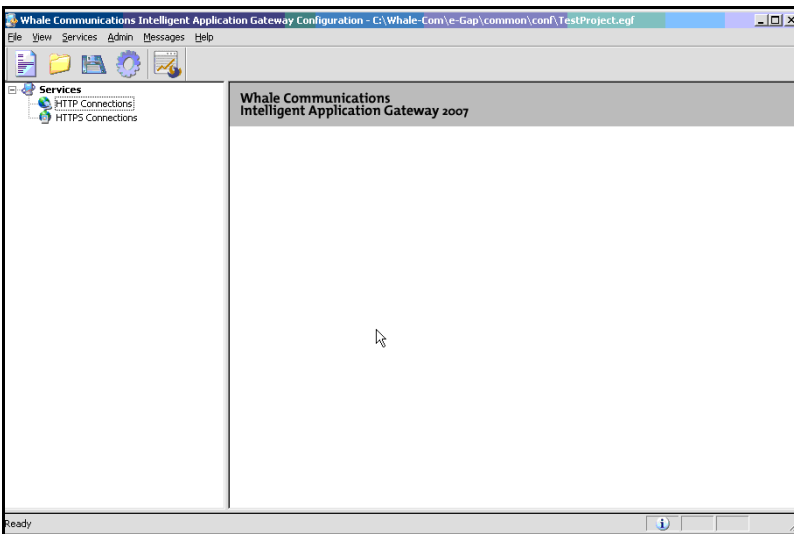 Whale Communications Intelligent Application Gateway Configuration - C:\Whale-Com\e-Gap\common\conf\TestProject.egf
File View Services Admin Messages Help
Services
HTTP Connections
HTTPS Connections
Whale Communications
Intelligent Application Gateway 2007
Ready